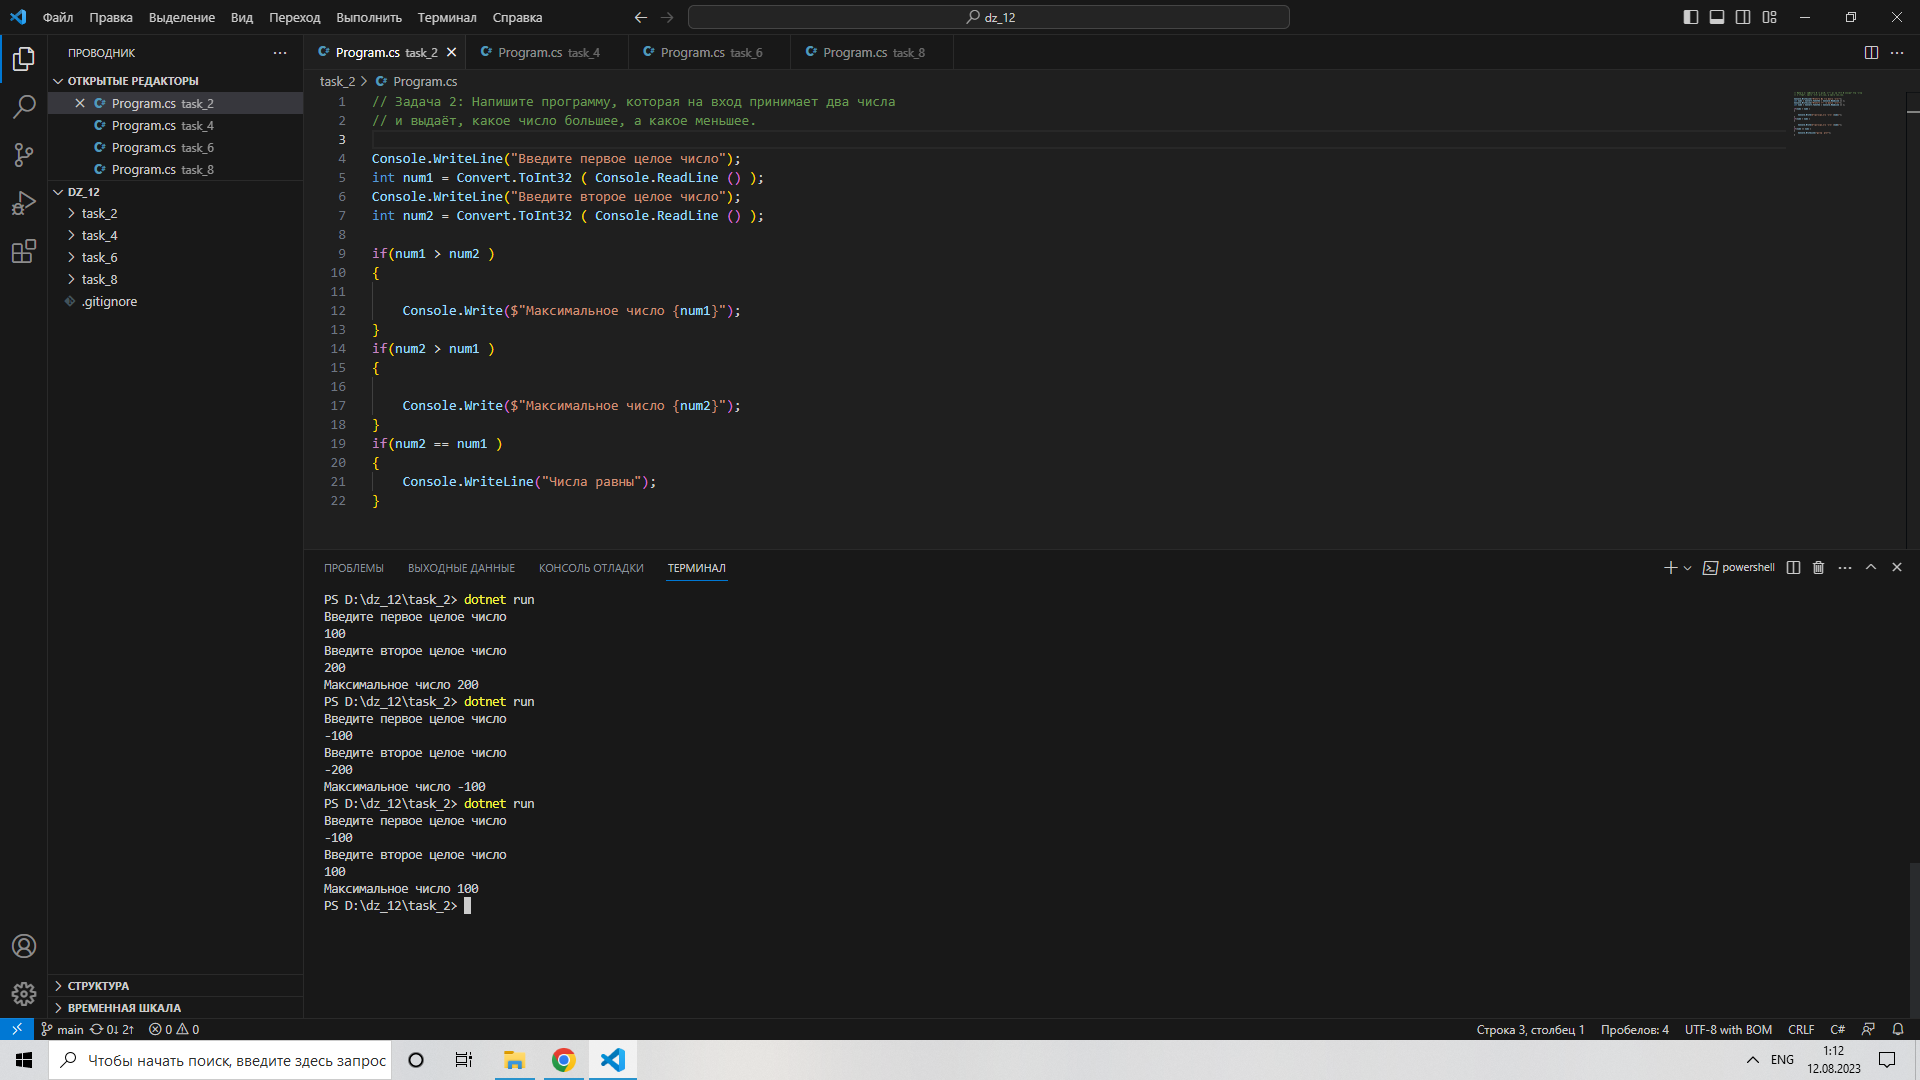 Файл Правка Выделение Вид Переход Выполнить Терминал Справка dz_12
ПРОВОДНИК
ОТКРЫТЫЕ РЕДАКТОРЫ
Program.cs task_2
Program.cs task_4
Program.cs task_6
Program.cs task_8
DZ_12
task_2
task_4
task_6
task_8
.gitignore
СТРУКТУРА
ВРЕМЕННАЯ ШКАЛА
Program.cs task_2 Program.cs task_4 Program.cs task_6 Program.cs task_8
task_2 > Program.cs
1 // Задача 2: Напишите программу, которая на вход принимает два числа
2 // и выдаёт, какое число большее, а какое меньшее.
3
4 Console.WriteLine("Введите первое целое число");
5 int num1 = Convert.ToInt32 ( Console.ReadLine () );
6 Console.WriteLine("Введите второе целое число");
7 int num2 = Convert.ToInt32 ( Console.ReadLine () );
8
9 if(num1 > num2 )
10 {
11
12 Console.Write($"Максимальное число {num1}");
13 }
14 if(num2 > num1 )
15 {
16
17 Console.Write($"Максимальное число {num2}");
18 }
19 if(num2 == num1 )
20 {
21 Console.WriteLine("Числа равны");
22 }
ПРОБЛЕМЫ ВЫХОДНЫЕ ДАННЫЕ КОНСОЛЬ ОТЛАДКИ ТЕРМИНАЛ powershell
PS D:\dz_12\task_2> dotnet run
Введите первое целое число
100
Введите второе целое число
200
Максимальное число 200
PS D:\dz_12\task_2> dotnet run
Введите первое целое число
-100
Введите второе целое число
-200
Максимальное число -100
PS D:\dz_12\task_2> dotnet run
Введите первое целое число
-100
Введите второе целое число
100
Максимальное число 100
PS D:\dz_12\task_2>
main 0↓ 2↑ 0 0 Строка 3, столбец 1 Пробелов: 4 UTF-8 with BOM CRLF C#
Чтобы начать поиск, введите здесь запрос ENG 1:12
12.08.2023